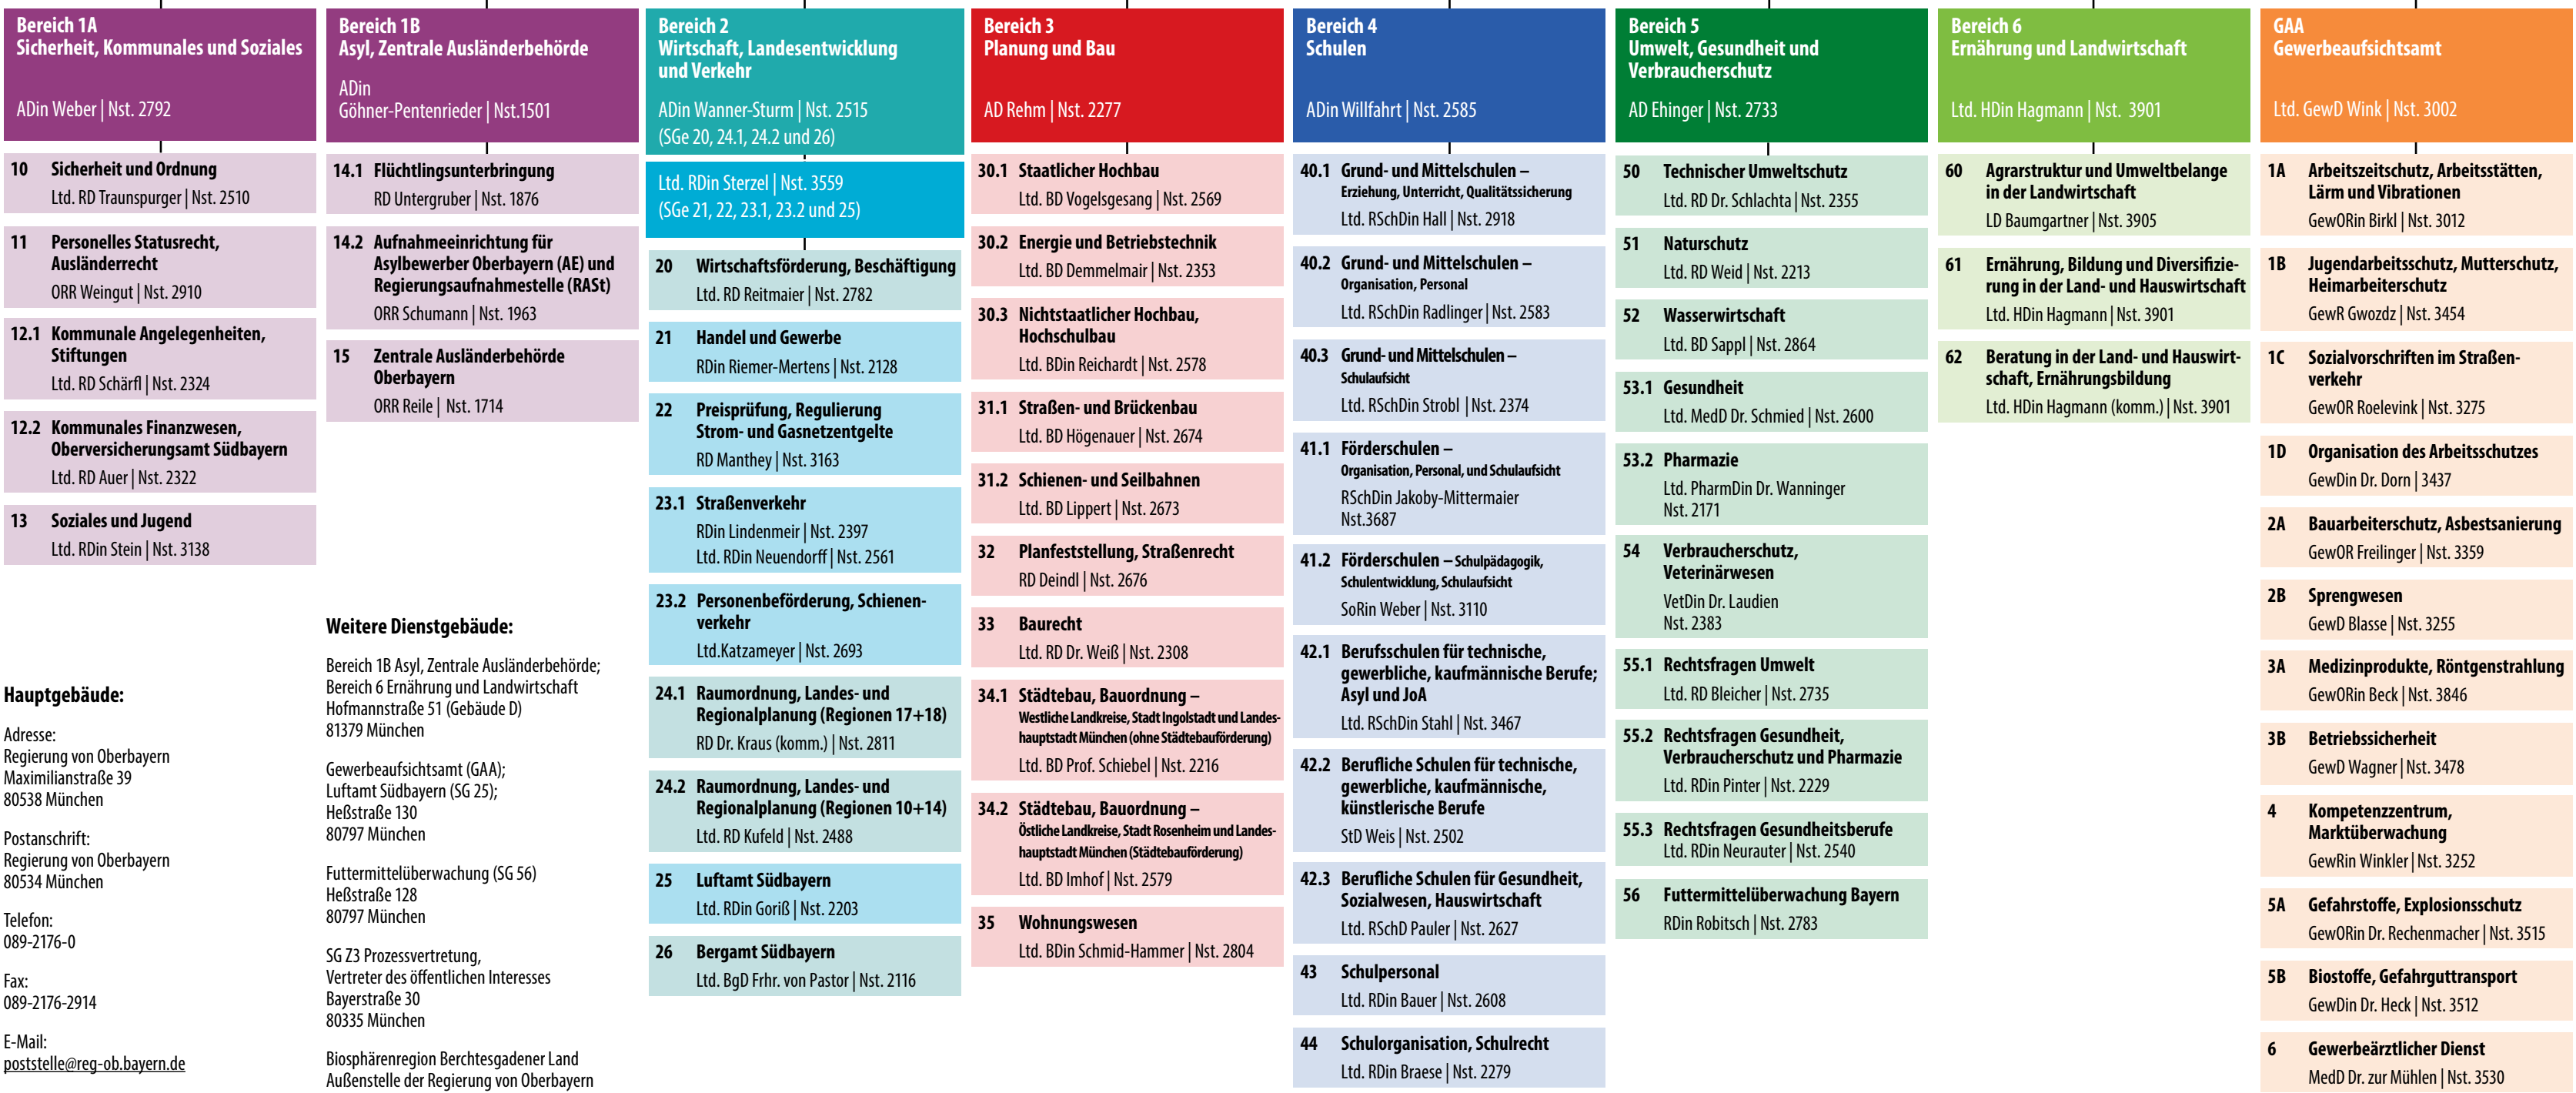 Bereich 1A
Sicherheit, Kommunales und Soziales
ADin Weber | Nst. 2792
10 Sicherheit und Ordnung
Ltd. RD Traunspurger | Nst. 2510
11 Personelles Statusrecht,
Ausländerrecht
ORR Weingut | Nst. 2910
12.1 Kommunale Angelegenheiten,
Stiftungen
Ltd. RD Schärfl | Nst. 2324
12.2 Kommunales Finanzwesen,
Oberversicherungsamt Südbayern
Ltd. RD Auer | Nst. 2322
13 Soziales und Jugend
Ltd. RDin Stein | Nst. 3138
Hauptgebäude:
Adresse:
Regierung von Oberbayern
Maximilianstraße 39
80538 München
Postanschrift:
Regierung von Oberbayern
80534 München
Telefon:
089-2176-0
Fax:
089-2176-2914
E-Mail:
poststelle@reg-ob.bayern.de
Bereich 1B
Asyl, Zentrale Ausländerbehörde
ADin
Göhner-Pentenrieder | Nst.1501
14.1 Flüchtlingsunterbringung
RD Untergruber | Nst. 1876
14.2 Aufnahmeeinrichtung für
Asylbewerber Oberbayern (AE) und
Regierungsaufnahmestelle (RASt)
ORR Schumann | Nst. 1963
15 Zentrale Ausländerbehörde
Oberbayern
ORR Reile | Nst. 1714
Weitere Dienstgebäude:
Bereich 1B Asyl, Zentrale Ausländerbehörde;
Bereich 6 Ernährung und Landwirtschaft
Hofmannstraße 51 (Gebäude D)
81379 München
Gewerbeaufsichtsamt (GAA);
Luftamt Südbayern (SG 25);
Heßstraße 130
80797 München
Futtermittelüberwachung (SG 56)
Heßstraße 128
80797 München
SG Z3 Prozessvertretung,
Vertreter des öffentlichen Interesses
Bayerstraße 30
80335 München
Biosphärenregion Berchtesgadener Land
Außenstelle der Regierung von Oberbayern
Bereich 2
Wirtschaft, Landesentwicklung
und Verkehr
ADin Wanner-Sturm | Nst. 2515
(SGe 20, 24.1, 24.2 und 26)
Ltd. RDin Sterzel | Nst. 3559
(SGe 21, 22, 23.1, 23.2 und 25)
20 Wirtschaftsförderung, Beschäftigung
Ltd. RD Reitmaier | Nst. 2782
21 Handel und Gewerbe
RDin Riemer-Mertens | Nst. 2128
22 Preisprüfung, Regulierung
Strom- und Gasnetzentgelte
RD Manthey | Nst. 3163
23.1 Straßenverkehr
RDin Lindenmeir | Nst. 2397
Ltd. RDin Neuendorff | Nst. 2561
23.2 Personenbeförderung, Schienen-
verkehr
Ltd.Katzameyer | Nst. 2693
24.1 Raumordnung, Landes- und
Regionalplanung (Regionen 17+18)
RD Dr. Kraus (komm.) | Nst. 2811
24.2 Raumordnung, Landes- und
Regionalplanung (Regionen 10+14)
Ltd. RD Kufeld | Nst. 2488
25 Luftamt Südbayern
Ltd. RDin Goriß | Nst. 2203
26 Bergamt Südbayern
Ltd. BgD Frhr. von Pastor | Nst. 2116
Bereich 3
Planung und Bau
AD Rehm | Nst. 2277
30.1 Staatlicher Hochbau
Ltd. BD Vogelsgesang | Nst. 2569
30.2 Energie und Betriebstechnik
Ltd. BD Demmelmair | Nst. 2353
30.3 Nichtstaatlicher Hochbau,
Hochschulbau
Ltd. BDin Reichardt | Nst. 2578
31.1 Straßen- und Brückenbau
Ltd. BD Högenauer | Nst. 2674
31.2 Schienen- und Seilbahnen
Ltd. BD Lippert | Nst. 2673
32 Planfeststellung, Straßenrecht
RD Deindl | Nst. 2676
33 Baurecht
Ltd. RD Dr. Weiß | Nst. 2308
34.1 Städtebau, Bauordnung –
Westliche Landkreise, Stadt Ingolstadt und Landes-
hauptstadt München (ohne Städtebauförderung)
Ltd. BD Prof. Schiebel | Nst. 2216
34.2 Städtebau, Bauordnung –
Östliche Landkreise, Stadt Rosenheim und Landes-
hauptstadt München (Städtebauförderung)
Ltd. BD Imhof | Nst. 2579
35 Wohnungswesen
Ltd. BDin Schmid-Hammer | Nst. 2804
Bereich 4
Schulen
ADin Willfahrt | Nst. 2585
40.1 Grund- und Mittelschulen –
Erziehung, Unterricht, Qualitätssicherung
Ltd. RSchDin Hall | Nst. 2918
40.2 Grund- und Mittelschulen –
Organisation, Personal
Ltd. RSchDin Radlinger | Nst. 2583
40.3 Grund- und Mittelschulen –
Schulaufsicht
Ltd. RSchDin Strobl | Nst. 2374
41.1 Förderschulen –
Organisation, Personal, und Schulaufsicht
RSchDin Jakoby-Mittermaier
Nst.3687
41.2 Förderschulen – Schulpädagogik,
Schulentwicklung, Schulaufsicht
SoRin Weber | Nst. 3110
42.1 Berufsschulen für technische,
gewerbliche, kaufmännische Berufe;
Asyl und JoA
Ltd. RSchDin Stahl | Nst. 3467
42.2 Berufliche Schulen für technische,
gewerbliche, kaufmännische,
künstlerische Berufe
StD Weis | Nst. 2502
42.3 Berufliche Schulen für Gesundheit,
Sozialwesen, Hauswirtschaft
Ltd. RSchD Pauler | Nst. 2627
43 Schulpersonal
Ltd. RDin Bauer | Nst. 2608
44 Schulorganisation, Schulrecht
Ltd. RDin Braese | Nst. 2279
Bereich 5
Umwelt, Gesundheit und
Verbraucherschutz
AD Ehinger | Nst. 2733
50 Technischer Umweltschutz
Ltd. RD Dr. Schlachta | Nst. 2355
51 Naturschutz
Ltd. RD Weid | Nst. 2213
52 Wasserwirtschaft
Ltd. BD Sappl | Nst. 2864
53.1 Gesundheit
Ltd. MedD Dr. Schmied | Nst. 2600
53.2 Pharmazie
Ltd. PharmDin Dr. Wanninger
Nst. 2171
54 Verbraucherschutz,
Veterinärwesen
VetDin Dr. Laudien
Nst. 2383
55.1 Rechtsfragen Umwelt
Ltd. RD Bleicher | Nst. 2735
55.2 Rechtsfragen Gesundheit,
Verbraucherschutz und Pharmazie
Ltd. RDin Pinter | Nst. 2229
55.3 Rechtsfragen Gesundheitsberufe
Ltd. RDin Neurauter | Nst. 2540
56 Futtermittelüberwachung Bayern
RDin Robitsch | Nst. 2783
Bereich 6
Ernährung und Landwirtschaft
Ltd. HDin Hagmann | Nst. 3901
60 Agrarstruktur und Umweltbelange
in der Landwirtschaft
LD Baumgartner | Nst. 3905
61 Ernährung, Bildung und Diversifizie-
rung in der Land- und Hauswirtschaft
Ltd. HDin Hagmann | Nst. 3901
62 Beratung in der Land- und Hauswirt-
schaft, Ernährungsbildung
Ltd. HDin Hagmann (komm.) | Nst. 3901
GAA
Gewerbeaufsichtsamt
Ltd. GewD Wink | Nst. 3002
1A Arbeitszeitschutz, Arbeitsstätten,
Lärm und Vibrationen
GewORin Birkl | Nst. 3012
1B Jugendarbeitsschutz, Mutterschutz,
Heimarbeiterschutz
GewR Gwozdz | Nst. 3454
1C Sozialvorschriften im Straßen-
verkehr
GewOR Roelevink | Nst. 3275
1D Organisation des Arbeitsschutzes
GewDin Dr. Dorn | 3437
2A Bauarbeiterschutz, Asbestsanierung
GewOR Freilinger | Nst. 3359
2B Sprengwesen
GewD Blasse | Nst. 3255
3A Medizinprodukte, Röntgenstrahlung
GewORin Beck | Nst. 3846
3B Betriebssicherheit
GewD Wagner | Nst. 3478
4 Kompetenzzentrum,
Marktüberwachung
GewRin Winkler | Nst. 3252
5A Gefahrstoffe, Explosionsschutz
GewORin Dr. Rechenmacher | Nst. 3515
5B Biostoffe, Gefahrguttransport
GewDin Dr. Heck | Nst. 3512
6 Gewerbeärztlicher Dienst
MedD Dr. zur Mühlen | Nst. 3530